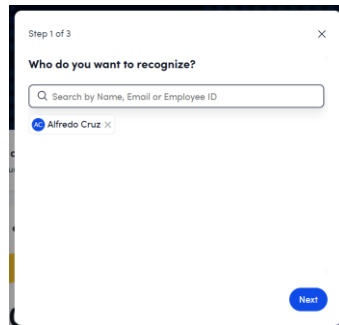 Step 1 of 3
Who do you want to recognize?
Search by Name, Email or Employee ID
AC Alfredo Cruz
Next